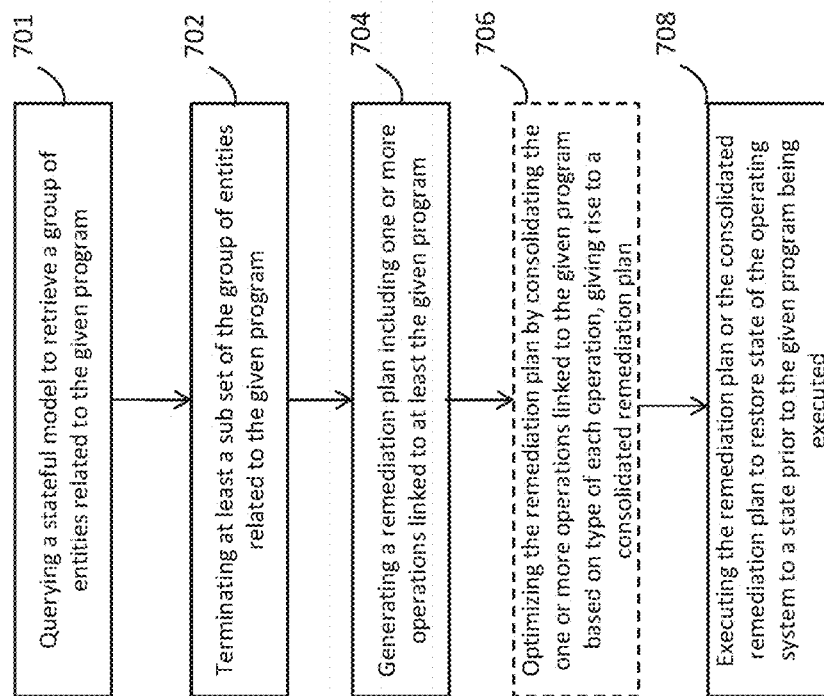 701
Querying a stateful model to retrieve a group of
entities related to the given program
702
Terminating at least a sub set of the group of entities
related to the given program
704
Generating a remediation plan including one or more
operations linked to at least the given program
706
Optimizing the remediation plan by consolidating the
one or more operations linked to the given program
based on type of each operation, giving rise to a
consolidated remediation plan
708
Executing the remediation plan or the consolidated
remediation plan to restore state of the operating
system to a state prior to the given program being
executed